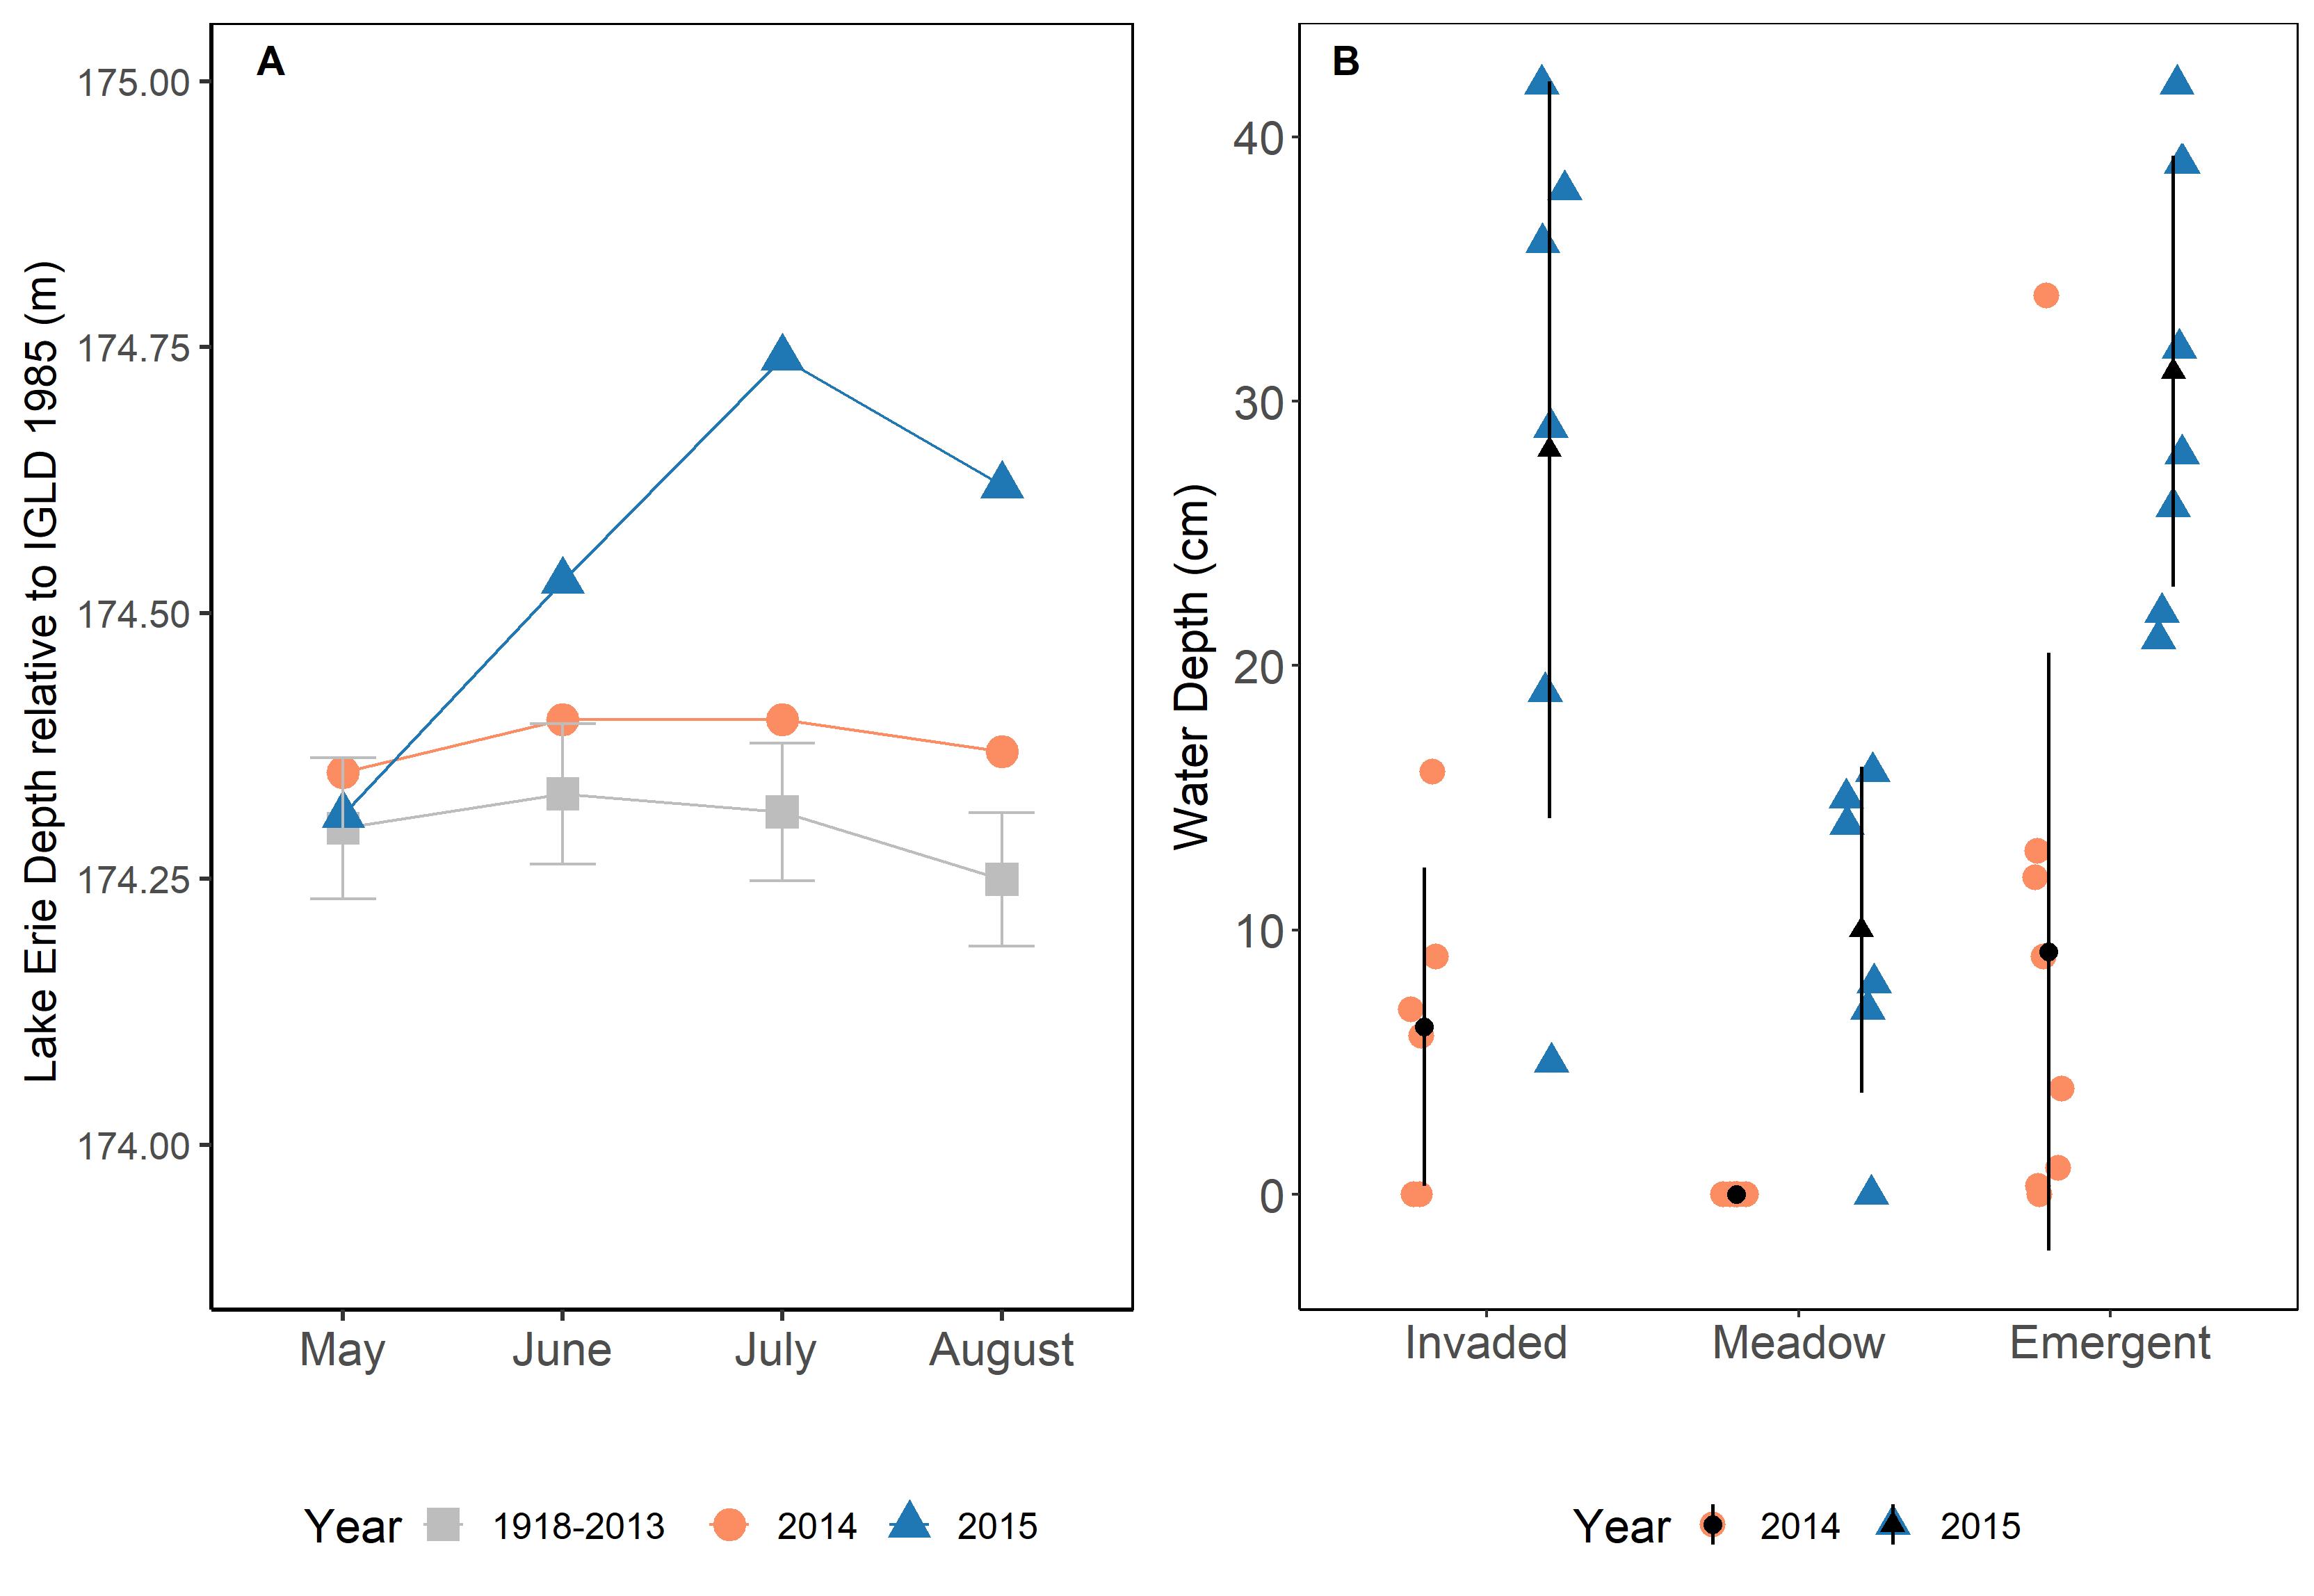 A
Lake Erie Depth relative to IGLD 1985 (m)
175.00
174.75
174.50
174.25
174.00
May June July August
Year 1918-2013 2014 2015
B
Water Depth (cm)
40
30
20
10
0
Invaded Meadow Emergent
Year 2014 2015